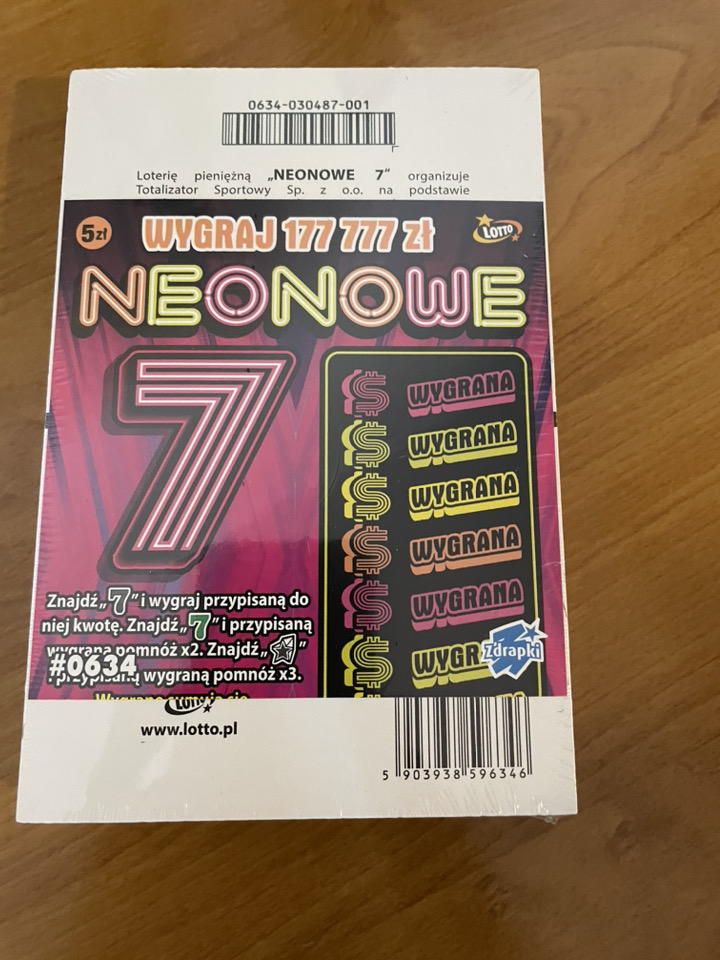 0634-030487-001
Loterię pieniężną „NEONOWE 7" organizuje
Totalizator Sportowy Sp. z o.o. na podstawie
5zł
WYGRAJ 177 777 zł
LOTTO
NEONOWE
7
$ WYGRANA
$ WYGRANA
$ WYGRANA
$ WYGRANA
$ WYGRANA
$ WYGR
Zdrapki
Znajdź „7" i wygraj przypisaną do
niej kwotę. Znajdź „7" i przypisaną
wygraną pomnóż x2. Znajdź „ "
#0634
wygraną pomnóż x3.
LOTTO
www.lotto.pl
5 903938 596346